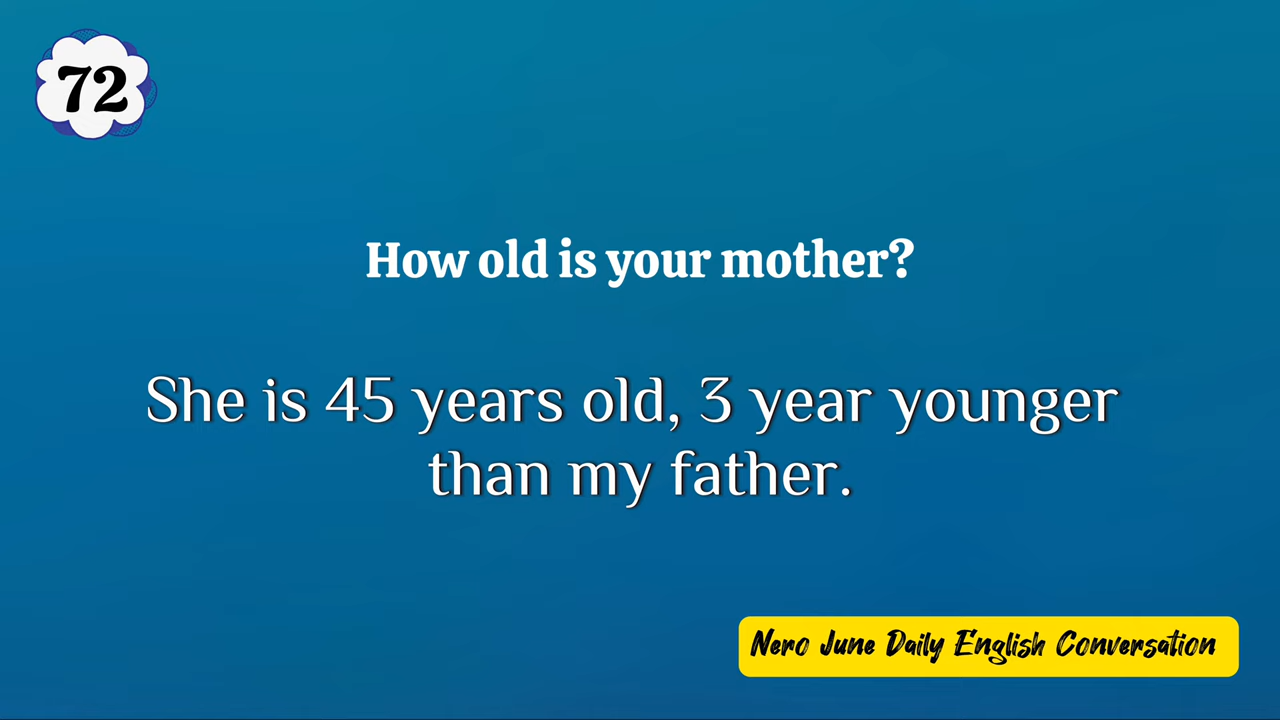 72
How old is your mother?
She is 45 years old, 3 year younger
than my father.
Nero June Daily English Conversation